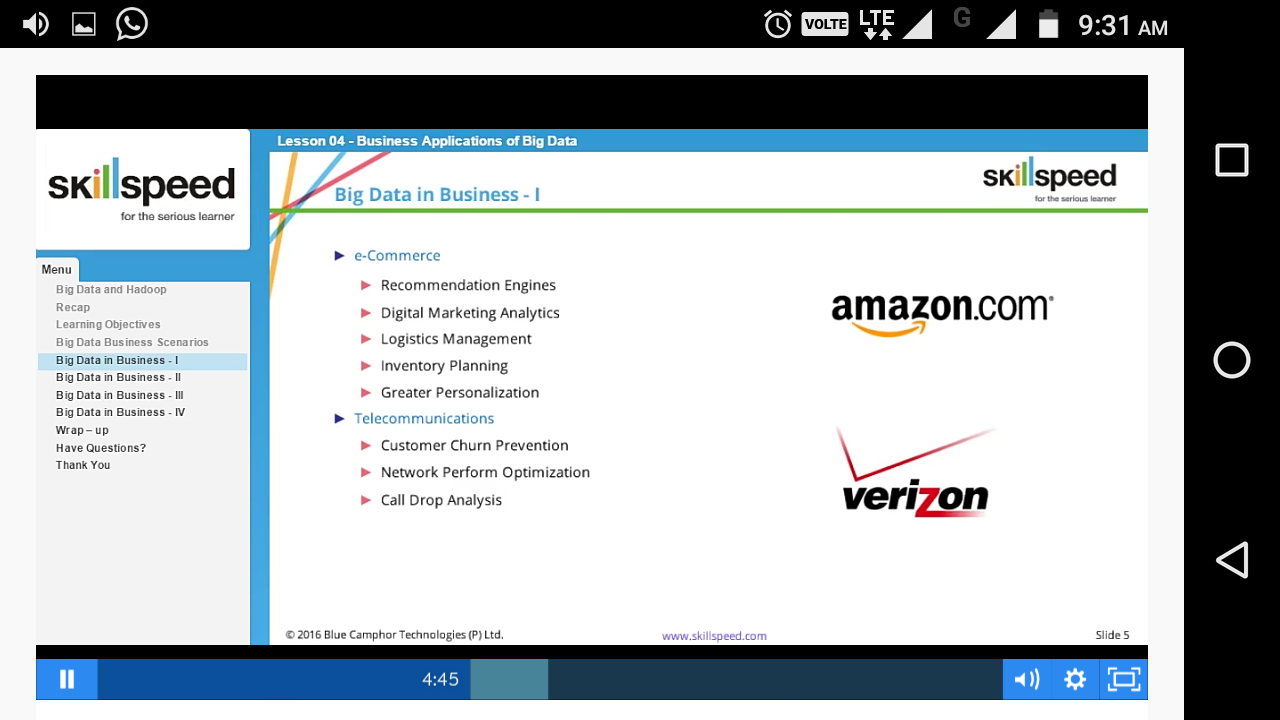 VOLTE LTE G 9:31 AM
Lesson 04 - Business Applications of Big Data
skillspeed
for the serious learner
Menu
Big Data and Hadoop
Recap
Learning Objectives
Big Data Business Scenarios
Big Data in Business - I
Big Data in Business - II
Big Data in Business - III
Big Data in Business - IV
Wrap – up
Have Questions?
Thank You
Big Data in Business - I
skillspeed
for the serious learner
e-Commerce
Recommendation Engines
Digital Marketing Analytics
Logistics Management
Inventory Planning
Greater Personalization
Telecommunications
Customer Churn Prevention
Network Perform Optimization
Call Drop Analysis
amazon.com
verizon
© 2016 Blue Camphor Technologies (P) Ltd.
www.skillspeed.com
Slide 5
4:45